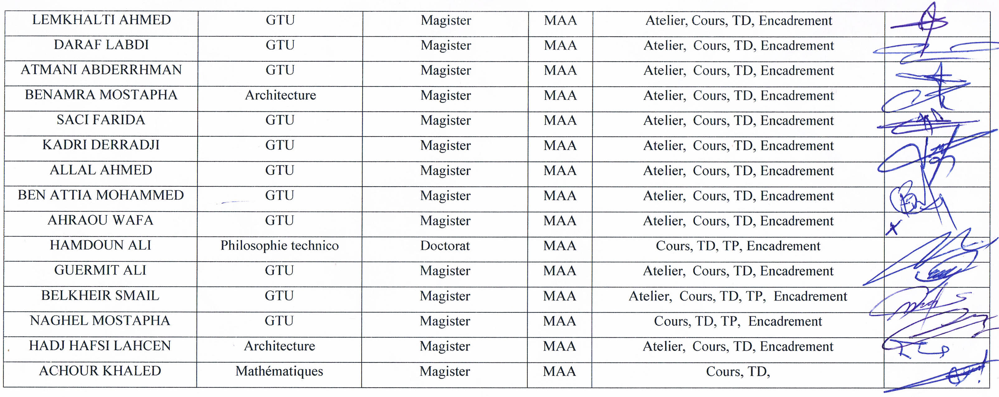 LEMKHALTI AHMED GTU Magister MAA Atelier, Cours, TD, Encadrement
DARAF LABDI GTU Magister MAA Atelier, Cours, TD, Encadrement
ATMANI ABDERRHMAN GTU Magister MAA Atelier, Cours, TD, Encadrement
BENAMRA MOSTAPHA Architecture Magister MAA Atelier, Cours, TD, Encadrement
SACI FARIDA GTU Magister MAA Atelier, Cours, TD, Encadrement
KADRI DERRADJI GTU Magister MAA Atelier, Cours, TD, Encadrement
ALLAL AHMED GTU Magister MAA Atelier, Cours, TD, Encadrement
BEN ATTIA MOHAMMED GTU Magister MAA Atelier, Cours, TD, Encadrement
AHRAOU WAFA GTU Magister MAA Atelier, Cours, TD, Encadrement
HAMDOUN ALI Philosophie technico Doctorat MAA Cours, TD, TP, Encadrement
GUERMIT ALI GTU Magister MAA Atelier, Cours, TD, Encadrement
BELKHEIR SMAIL GTU Magister MAA Atelier, Cours, TD, TP, Encadrement
NAGHEL MOSTAPHA GTU Magister MAA Cours, TD, TP, Encadrement
HADJ HAFSI LAHCEN Architecture Magister MAA Atelier, Cours, TD, Encadrement
ACHOUR KHALED Mathématiques Magister MAA Cours, TD,